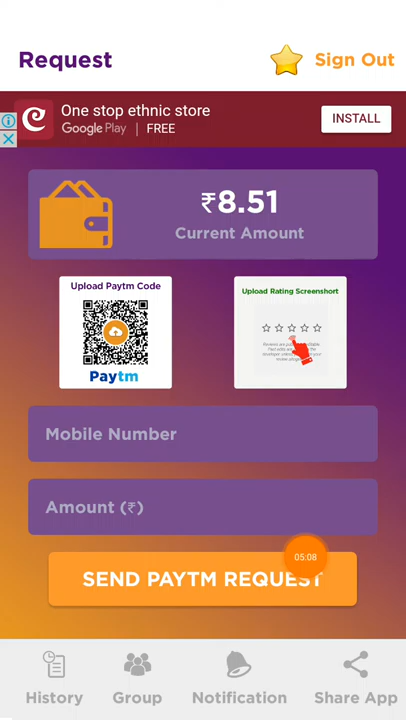 Request
Sign Out
One stop ethnic store
Google Play | FREE
INSTALL
₹8.51
Current Amount
Upload Paytm Code
Paytm
Upload Rating Screenshort
Mobile Number
Amount (₹)
05:08
SEND PAYTM REQUEST
History
Group
Notification
Share App